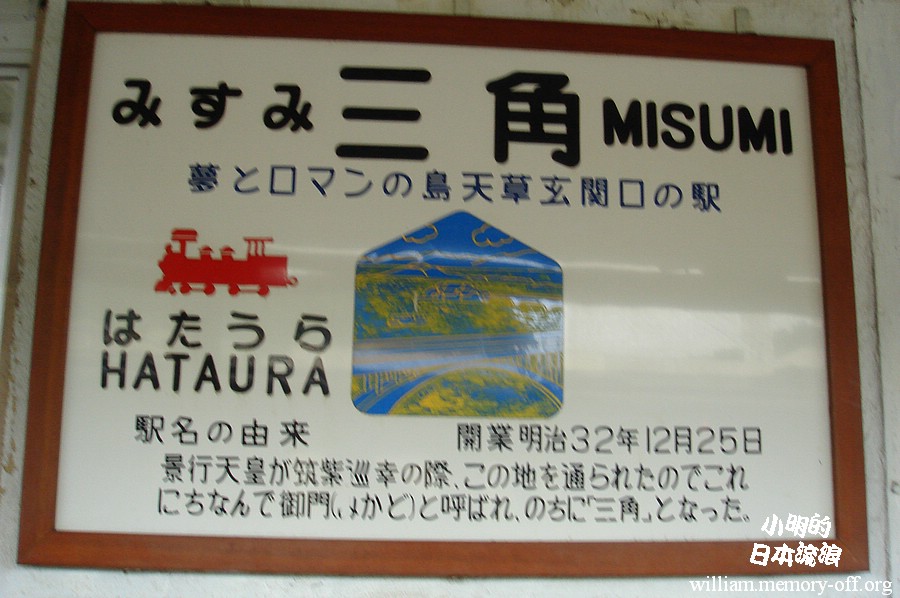 みすみ 三角 MISUMI
夢とロマンの島天草玄関口の駅
はたうら
HATAURA
駅名の由来
開業明治32年12月25日
景行天皇が筑紫巡幸の際、この地を通られたのでこれ
にちなんで御門(みかど)と呼ばれ、のちに「三角」となった。
小明的
日本流浪
william.memory-off.org